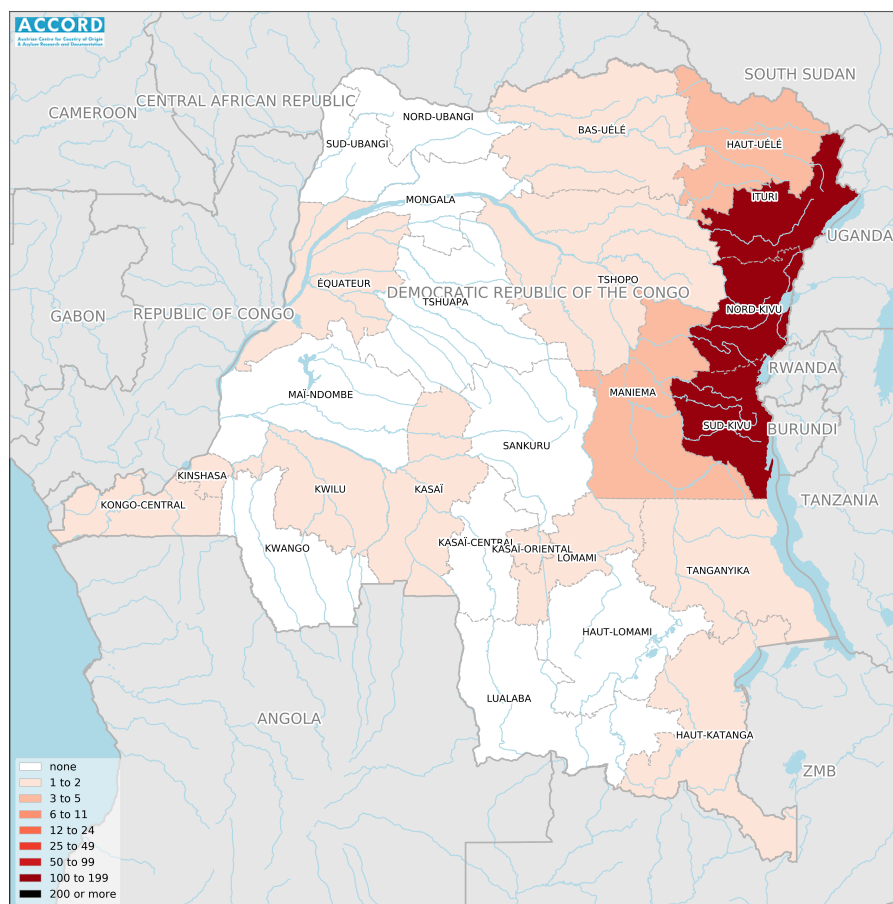 ACCORD
Austrian Centre for Country of Origin
& Asylum Research and Documentation
SOUTH SUDAN
CENTRAL AFRICAN REPUBLIC
CAMEROON
NORD-UBANGI
BAS-UÉLÉ
SUD-UBANGI
HAUT-UÉLÉ
ITURI
MONGALA
UGANDA
TSHOPO
ÉQUATEUR
DEMOCRATIC REPUBLIC OF THE CONGO
TSHUAPA
NORD-KIVU
GABON
REPUBLIC OF CONGO
RWANDA
MANIEMA
MAÏ-NDOMBE
SUD-KIVU
BURUNDI
SANKURU
KINSHASA
KWILU
KASAÏ
TANZANIA
KONGO-CENTRAL
KASAÏ-CENTRAL
KWANGO
KASAÏ-ORIENTAL
LOMAMI
TANGANYIKA
HAUT-LOMAMI
LUALABA
ANGOLA
HAUT-KATANGA
ZMB
none
1 to 2
3 to 5
6 to 11
12 to 24
25 to 49
50 to 99
100 to 199
200 or more